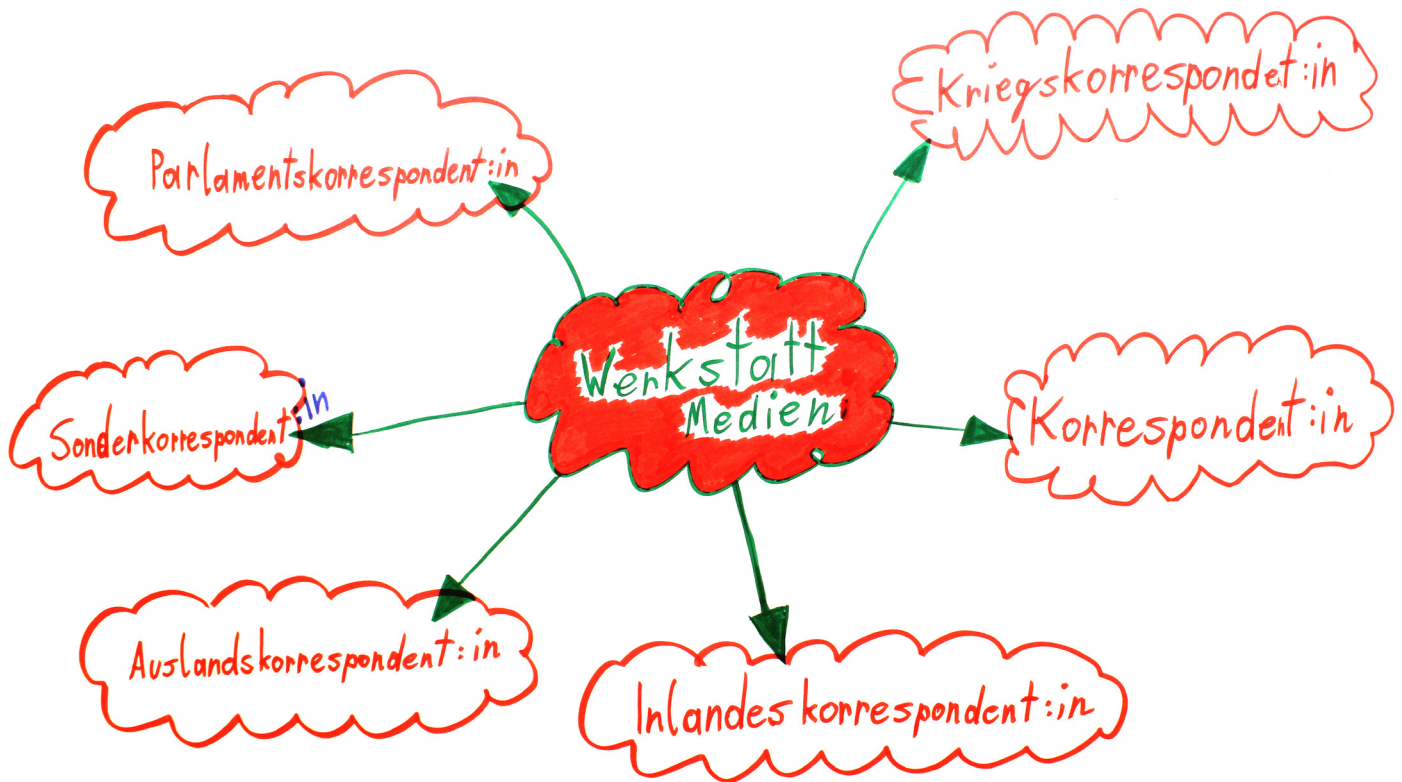 Kriegskorrespondet:in
Parlamentskorrespondent:in
Werkstatt
Medien
Sonderkorrespondent:in
Korrespondent:in
Auslandskorrespondent:in
Inlandeskorrespondent:in